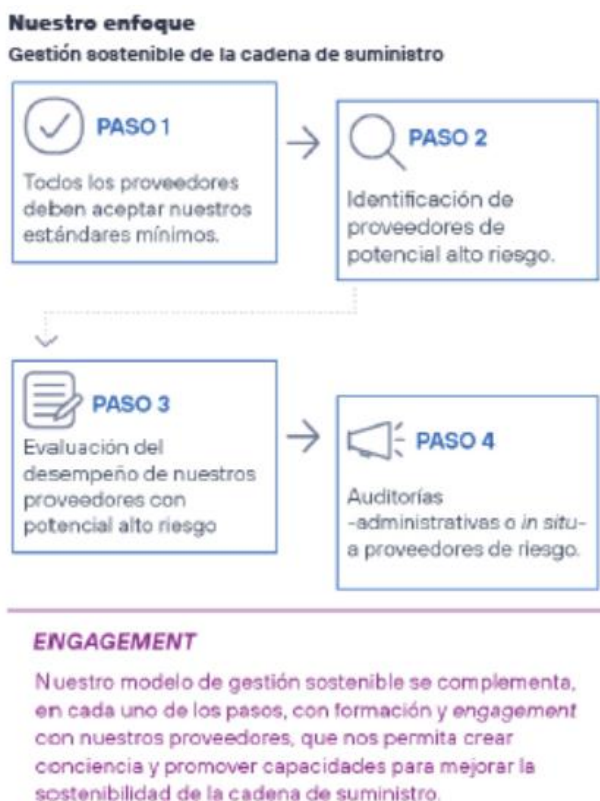 Nuestro enfoque
Gestión sostenible de la cadena de suministro
PASO 1
Todos los proveedores
deben aceptar nuestros
estándares mínimos.
PASO 2
Identificación de
proveedores de
potencial alto riesgo.
PASO 3
Evaluación del
desempeño de nuestros
proveedores con
potencial alto riesgo
PASO 4
Auditorías
-administrativas o in situ-
a proveedores de riesgo.
ENGAGEMENT
Nuestro modelo de gestión sostenible se complementa,
en cada uno de los pasos, con formación y engagement
con nuestros proveedores, que nos permita crear
conciencia y promover capacidades para mejorar la
sostenibilidad de la cadena de suministro.